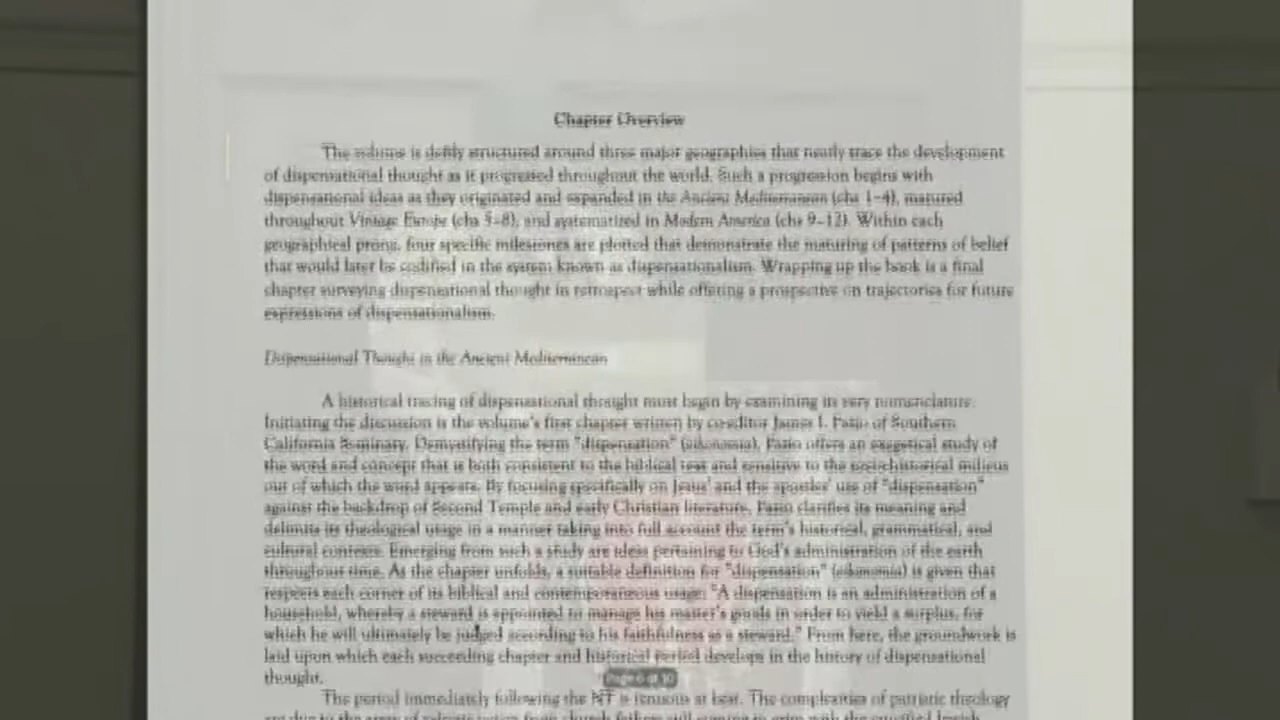 Chapter Overview
The volume is deftly structured around three major geographies that neatly trace the development
of dispensational thought as it progressed throughout the world. Such a progression begins with
dispensational ideas as they originated and expanded in the Ancient Mediterranean (chs 1–4), matured
throughout Vintage Europe (chs 5–8), and systematized in Modern America (chs 9–12). Within each
geographical prong, four specific milestones are plotted that demonstrate the maturing of patterns of belief
that would later be codified in the system known as dispensationalism. Wrapping up the book is a final
chapter surveying dispensational thought in retrospect while offering a prospective on trajectories for future
expressions of dispensationalism.
Dispensational Thought in the Ancient Mediterranean
A historical tracing of dispensational thought must begin by examining its very nomenclature.
Initiating the discussion is the volume's first chapter written by co-editor James I. Fazio of Southern
California Seminary. Demystifying the term "dispensation" (oikonomia), Fazio offers an exegetical study of
the word and concept that is both consistent to the biblical text and sensitive to the milieus
out of which the word appears. By focusing specifically on Jesus' and the apostles' use of "dispensation"
against the backdrop of Second Temple and early Christian literature, Fazio clarifies its meaning and
delimits its theological usage in a manner taking into full account the term's historical, grammatical, and
cultural contexts. Emerging from such a study are ideas pertaining to God's administration of the earth
throughout time. As the chapter unfolds, a suitable definition for "dispensation" (oikonomia) is given that
respects each corner of its biblical and contemporaneous usage: "A dispensation is an administration of a
household, whereby a steward is appointed to manage his master's goods in order to yield a surplus, for
which he will ultimately be judged according to his faithfulness as a steward." From here, the groundwork is
laid upon which each succeeding chapter and historical period develops in the history of dispensational
thought.
Page 6 of 10
The period immediately following the NT is tenuous at best. The complexities of patristic theology